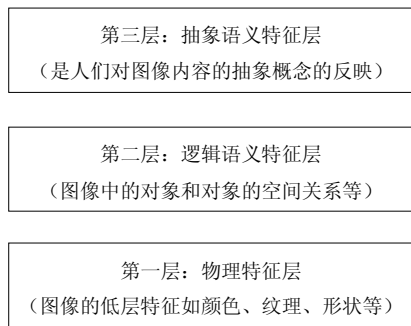 第三层：抽象语义特征层
（是人们对图像内容的抽象概念的反映）
第二层：逻辑语义特征层
（图像中的对象和对象的空间关系等）
第一层：物理特征层
（图像的低层特征如颜色、纹理、形状等）